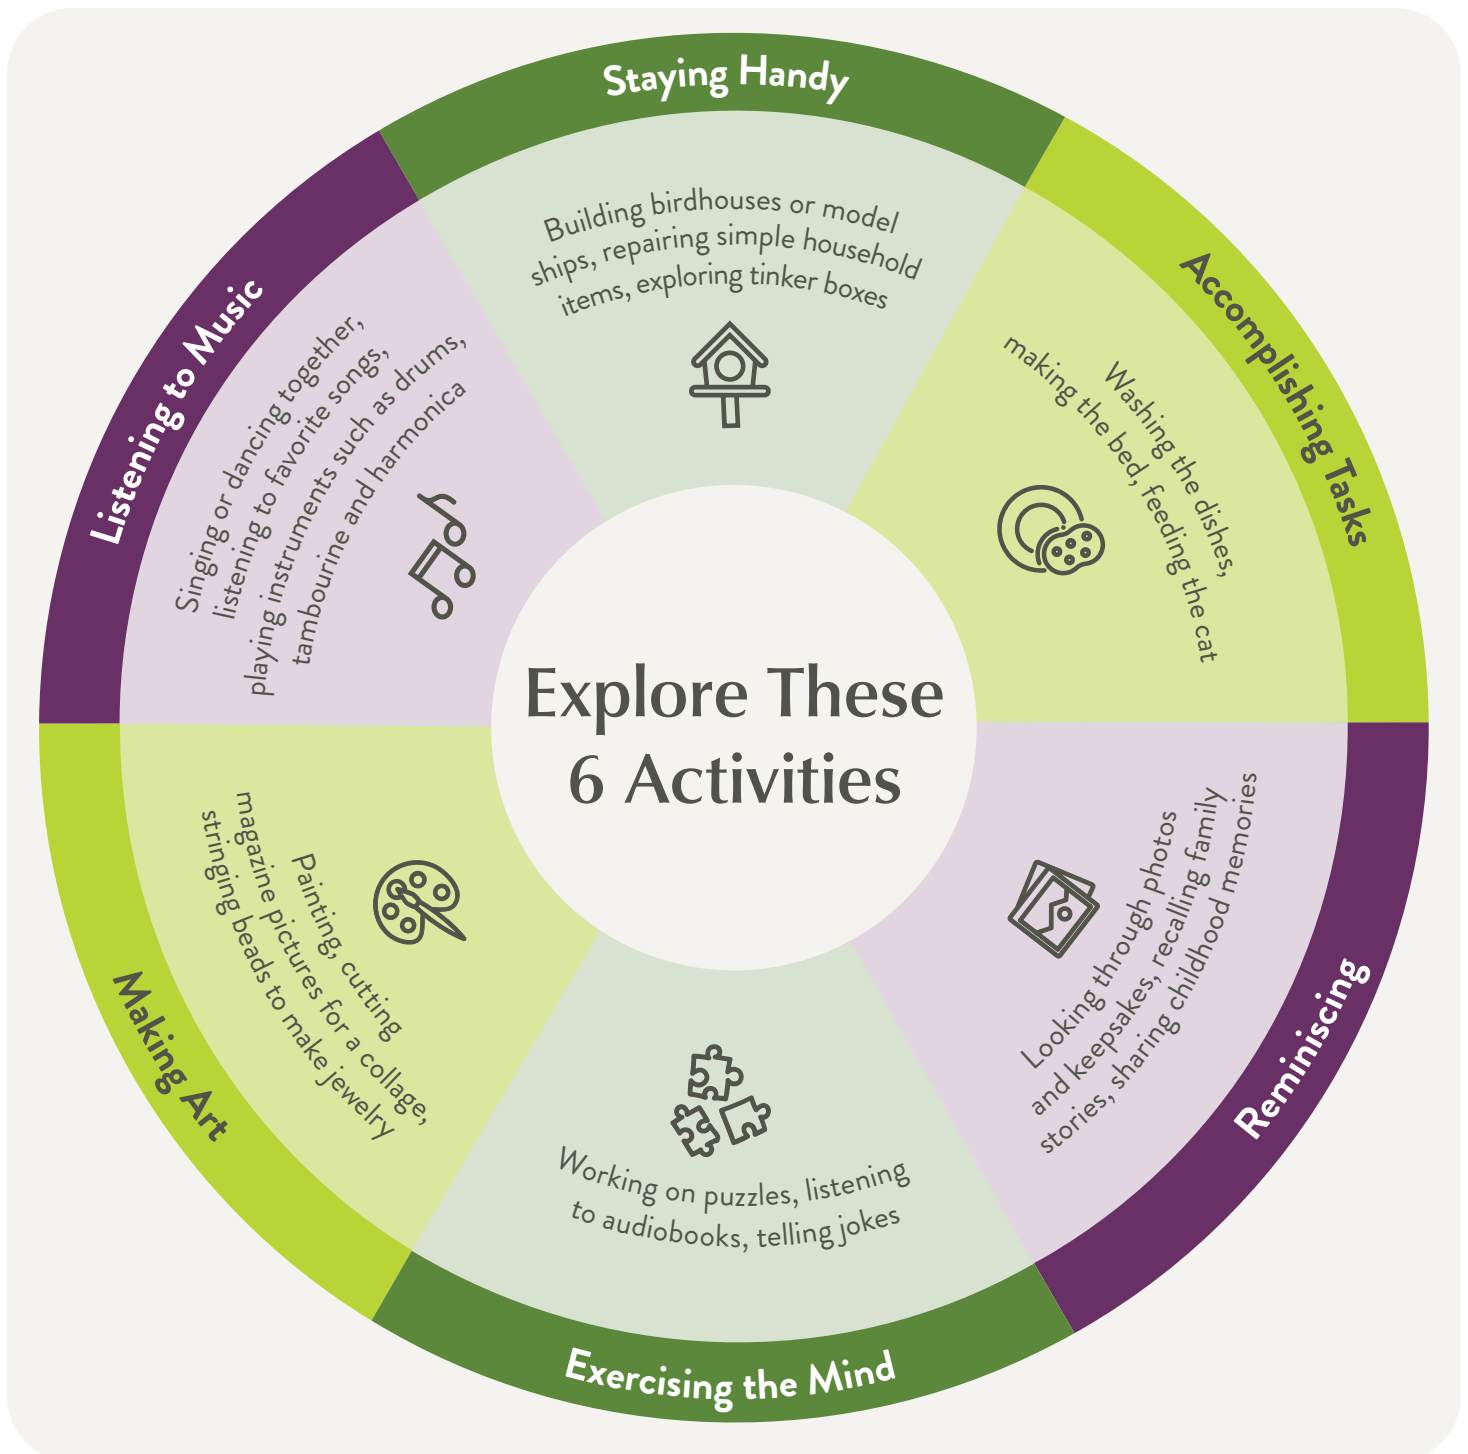 Explore These
6 Activities
Staying Handy
Building birdhouses or model
ships, repairing simple household
items, exploring tinker boxes
Accomplishing Tasks
Washing the dishes,
making the bed, feeding the cat
Reminiscing
Looking through photos
and keepsakes, recalling family
stories, sharing childhood memories
Exercising the Mind
Working on puzzles, listening
to audiobooks, telling jokes
Making Art
Painting, cutting
magazine pictures for a collage,
stringing beads to make jewelry
Listening to Music
Singing or dancing together,
listening to favorite songs,
playing instruments such as drums,
tambourine and harmonica